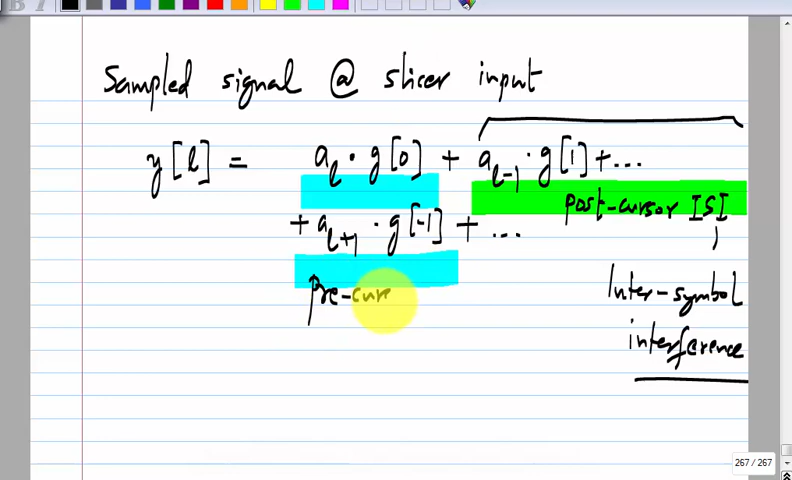 Sampled signal @ slicer input
y[l] = a_l · g[0] + a_{l-1} · g[1] + ...
post-cursor ISI
+ a_{l+1} · g[-1] + ...
Pre-curs
Inter-symbol
interference
267 / 267